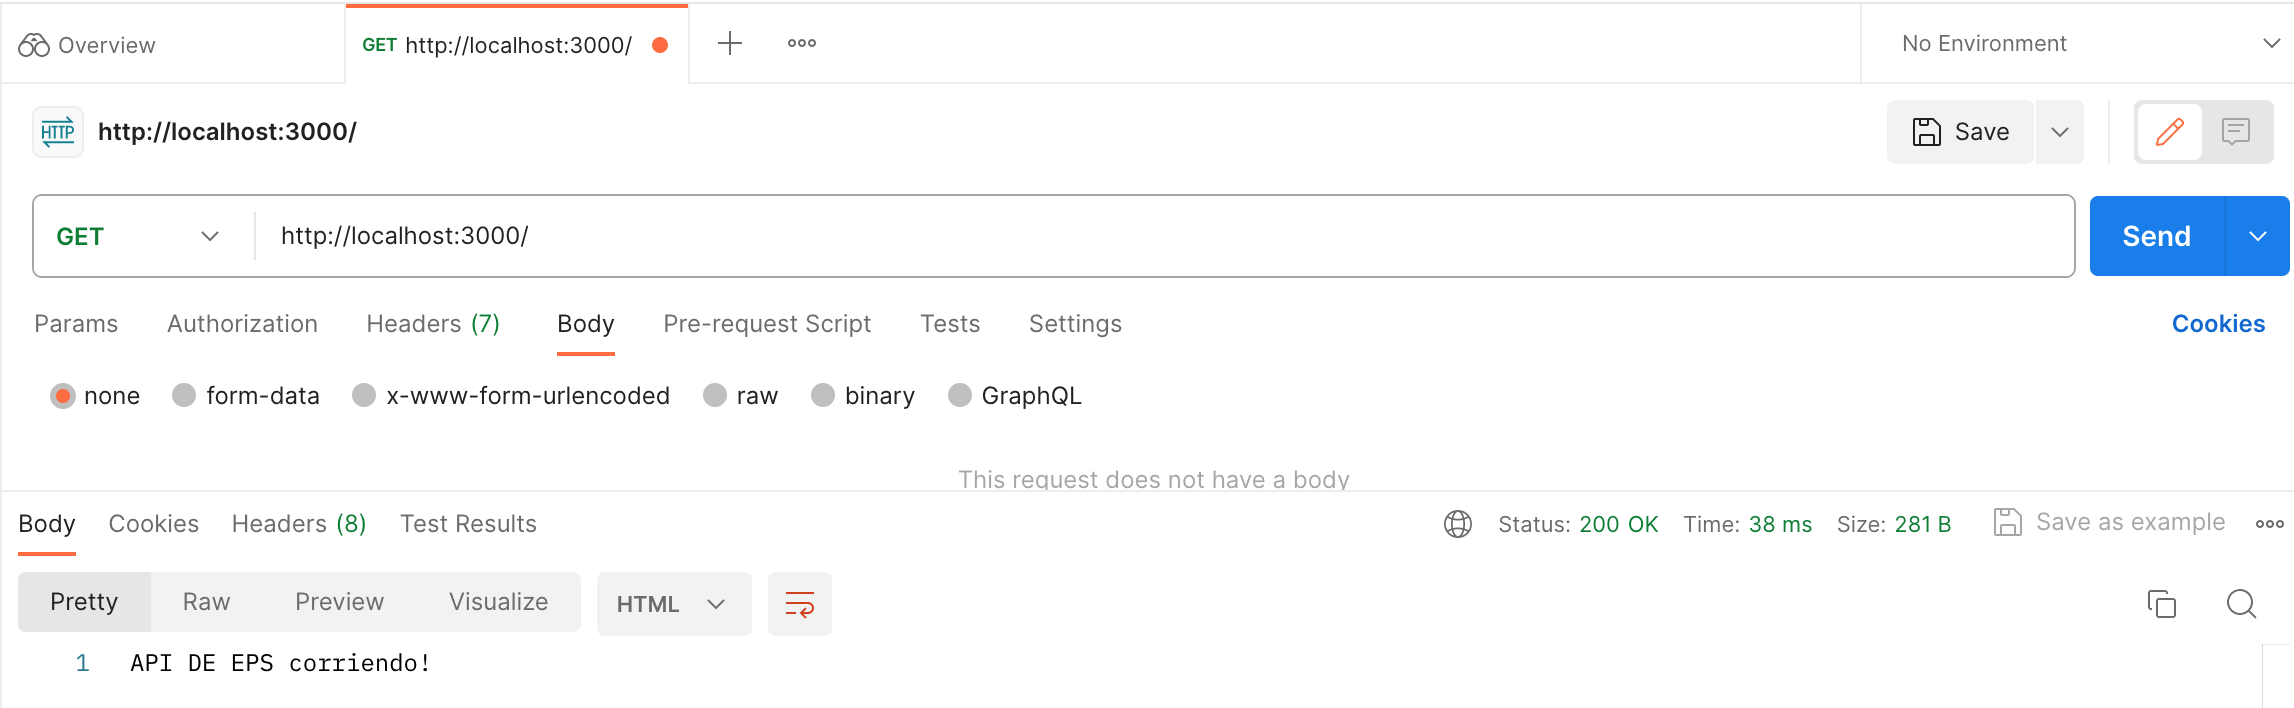 Overview GET http://localhost:3000/ No Environment
HTTP http://localhost:3000/ Save
GET http://localhost:3000/ Send
Params Authorization Headers (7) Body Pre-request Script Tests Settings Cookies
none form-data x-www-form-urlencoded raw binary GraphQL
This request does not have a body
Body Cookies Headers (8) Test Results Status: 200 OK Time: 38 ms Size: 281 B Save as example
Pretty Raw Preview Visualize HTML
1 API DE EPS corriendo!